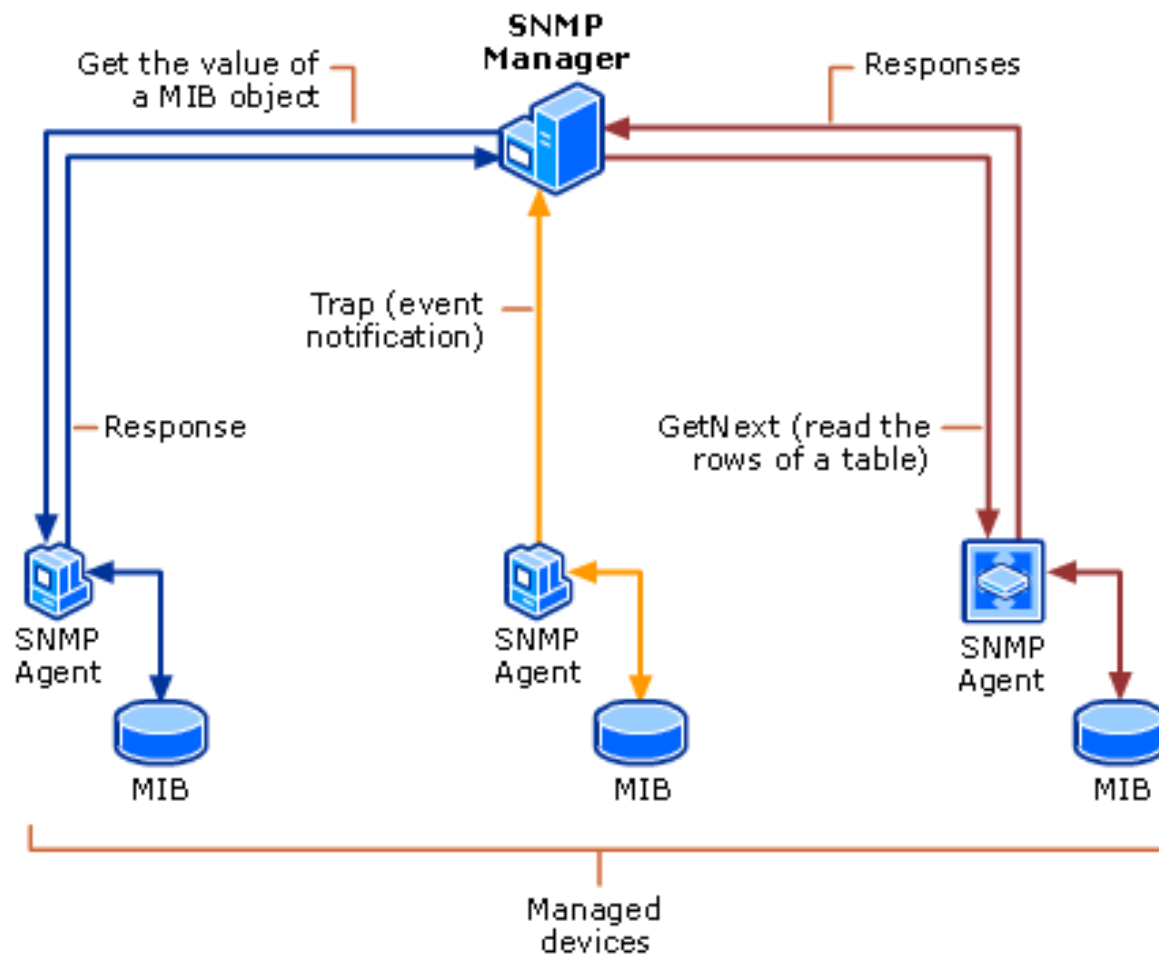 SNMP
Manager
Get the value of
a MIB object
Responses
Trap (event
notification)
Response
GetNext (read the
rows of a table)
SNMP
Agent
SNMP
Agent
SNMP
Agent
MIB
MIB
MIB
Managed
devices